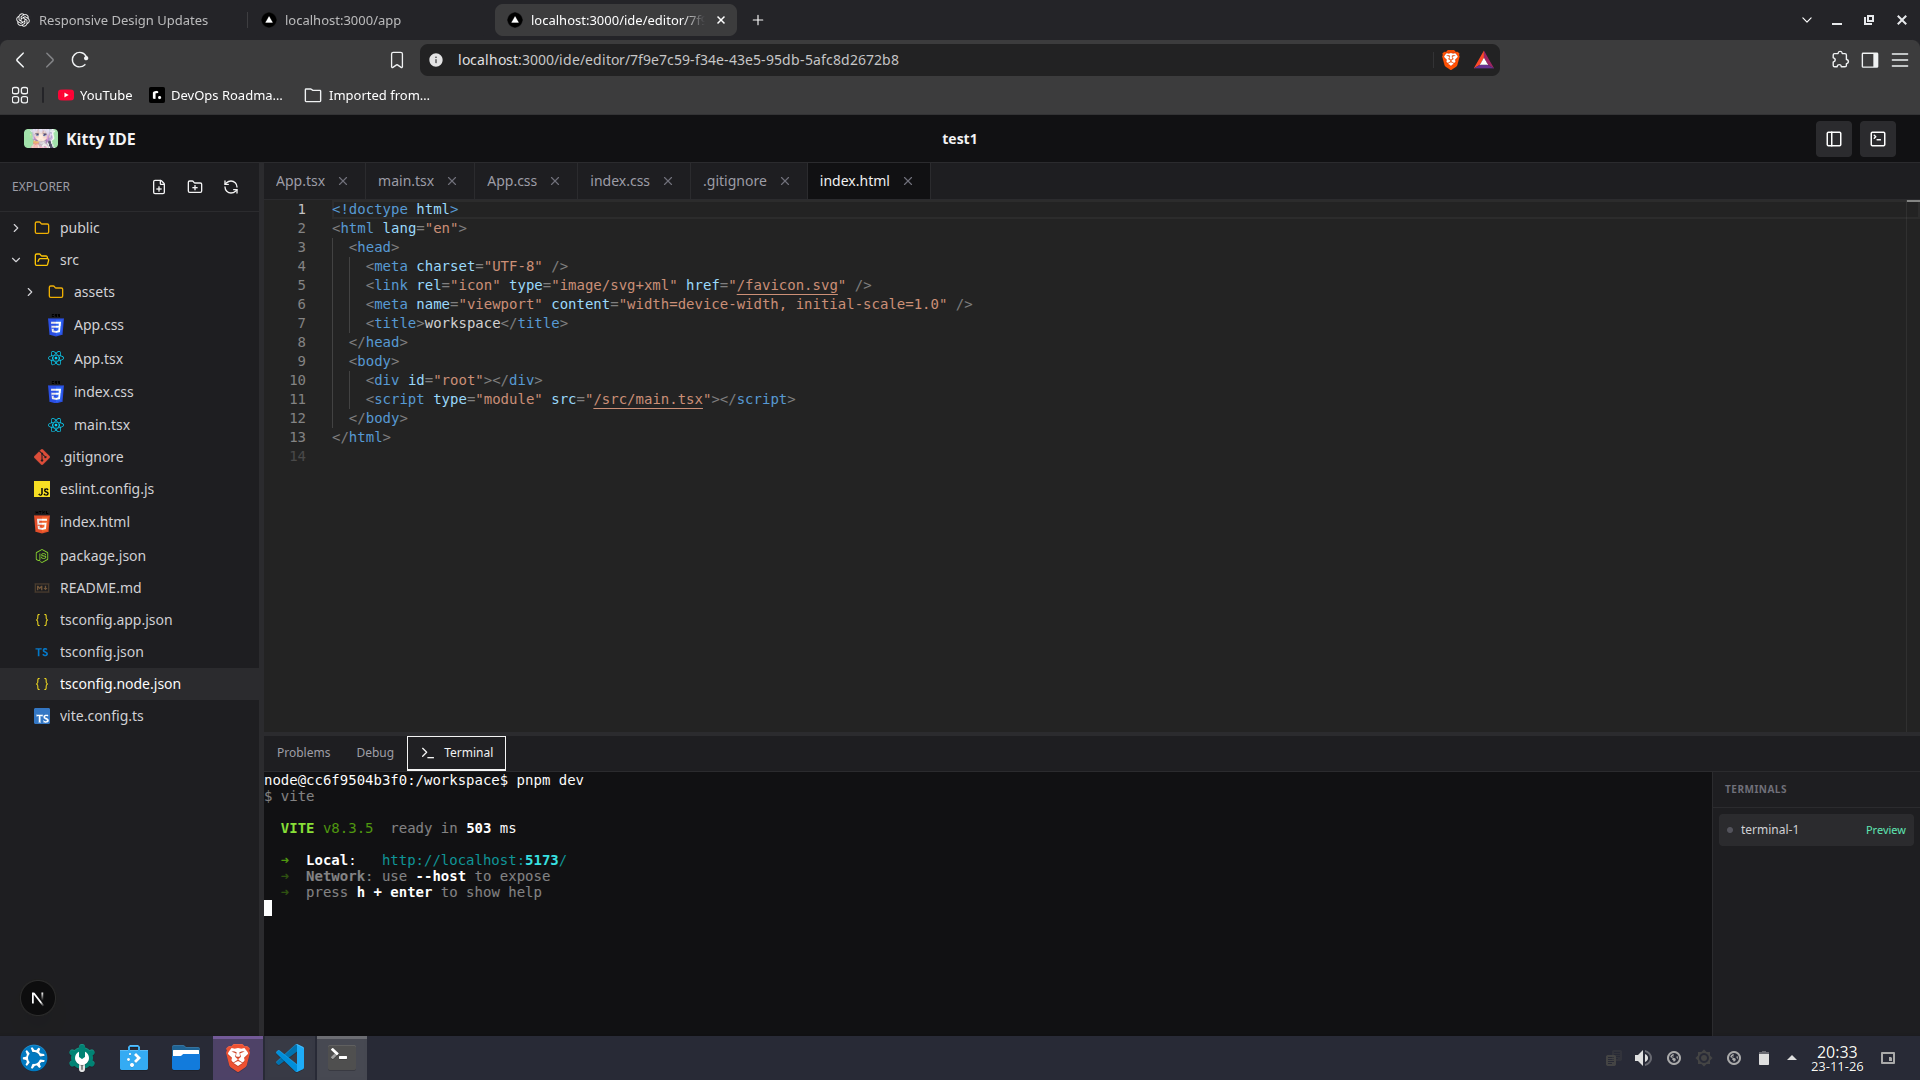 Responsive Design Updates
localhost:3000/app
localhost:3000/ide/editor/7f
localhost:3000/ide/editor/7f9e7c59-f34e-43e5-95db-5afc8d2672b8
YouTube
DevOps Roadma...
Imported from...
Kitty IDE
test1
EXPLORER
public
src
assets
App.css
App.tsx
index.css
main.tsx
.gitignore
eslint.config.js
index.html
package.json
README.md
tsconfig.app.json
tsconfig.json
tsconfig.node.json
vite.config.ts
App.tsx
main.tsx
App.css
index.css
.gitignore
index.html
1 <!doctype html>
2 <html lang="en">
3 <head>
4 <meta charset="UTF-8" />
5 <link rel="icon" type="image/svg+xml" href="/favicon.svg" />
6 <meta name="viewport" content="width=device-width, initial-scale=1.0" />
7 <title>workspace</title>
8 </head>
9 <body>
10 <div id="root"></div>
11 <script type="module" src="/src/main.tsx"></script>
12 </body>
13 </html>
14
Problems
Debug
Terminal
node@cc6f9504b3f0:/workspace$ pnpm dev
$ vite
VITE v8.3.5 ready in 503 ms
➜ Local: http://localhost:5173/
➜ Network: use --host to expose
➜ press h + enter to show help
TERMINALS
terminal-1
Preview
20:33
23-11-26